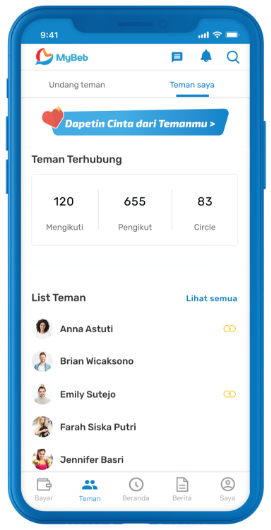 9:41
MyBeb
Undang teman Teman saya
Dapetin Cinta dari Temanmu >
Teman Terhubung
120 655 83
Mengikuti Pengikut Circle
List Teman Lihat semua
Anna Astuti
Brian Wicaksono
Emily Sutejo
Farah Siska Putri
Jennifer Basri
Bayar Teman Beranda Berita Saya